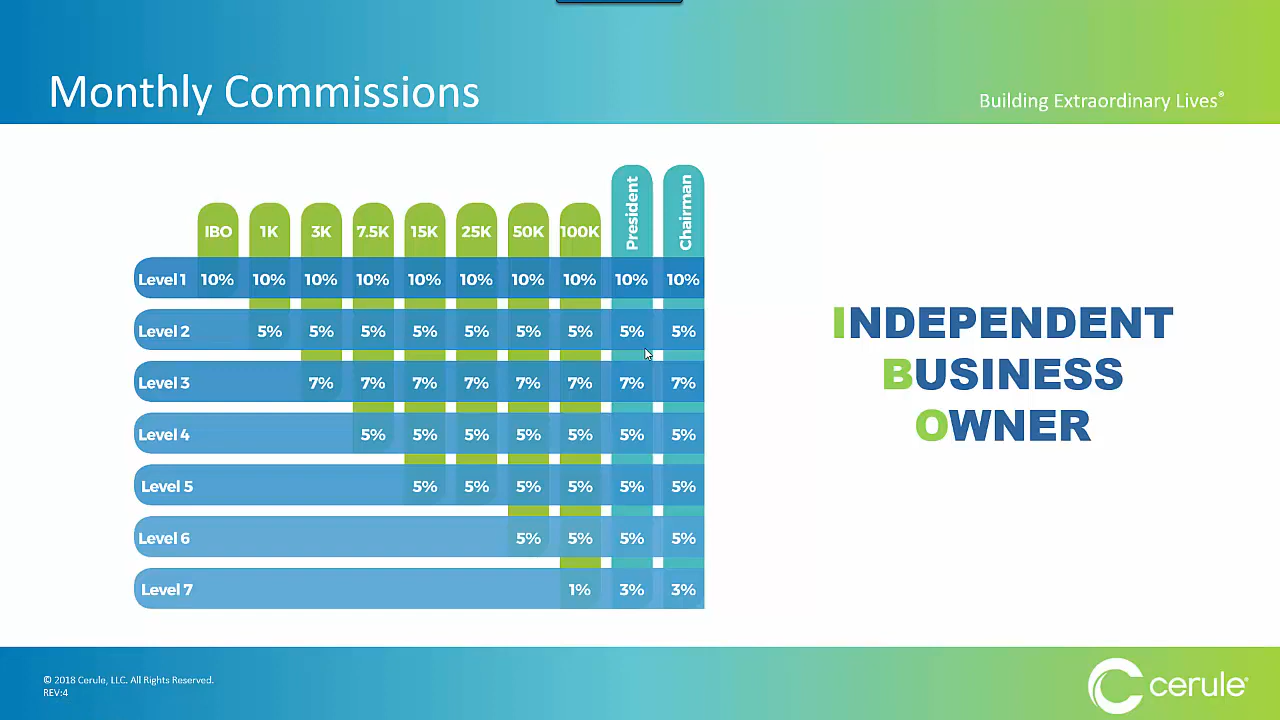 Monthly Commissions
Building Extraordinary Lives®
IBO 1K 3K 7.5K 15K 25K 50K 100K President Chairman
Level 1 10% 10% 10% 10% 10% 10% 10% 10% 10% 10%
Level 2 5% 5% 5% 5% 5% 5% 5% 5% 5%
Level 3 7% 7% 7% 7% 7% 7% 7% 7%
Level 4 5% 5% 5% 5% 5% 5% 5%
Level 5 5% 5% 5% 5% 5% 5%
Level 6 5% 5% 5% 5%
Level 7 1% 3% 3%
INDEPENDENT
BUSINESS
OWNER
© 2018 Cerule, LLC. All Rights Reserved.
REV:4
cerule®